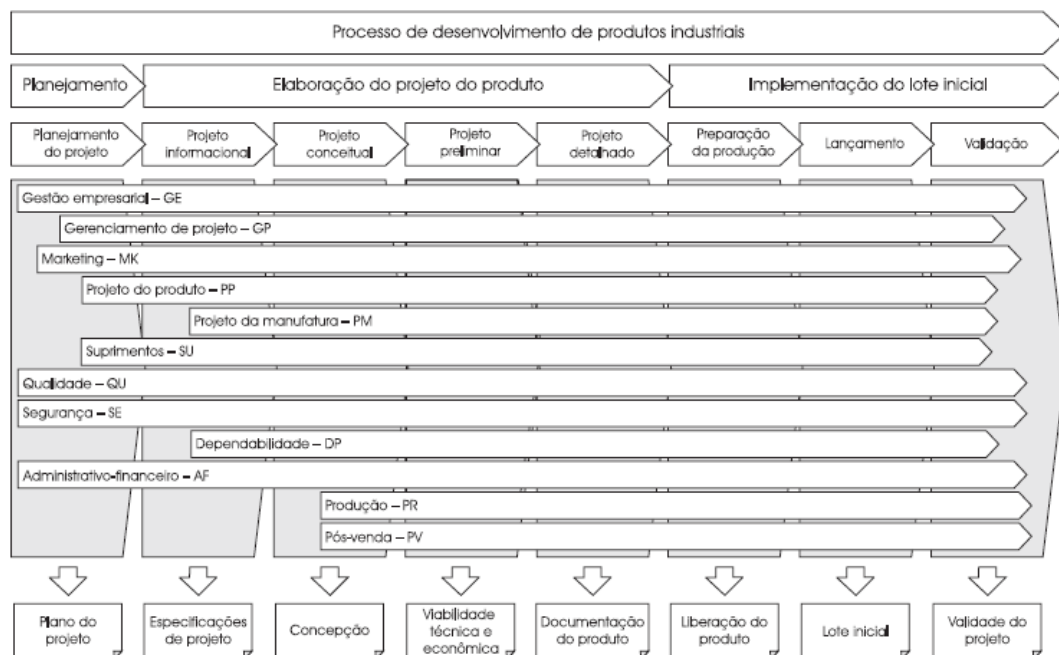 Processo de desenvolvimento de produtos industriais
Planejamento
Elaboração do projeto do produto
Implementação do lote inicial
Planejamento
do projeto
Projeto
informacional
Projeto
conceitual
Projeto
preliminar
Projeto
detalhado
Preparação
da produção
Lançamento
Validação
Gestão empresarial – GE
Gerenciamento de projeto – GP
Marketing – MK
Projeto do produto – PP
Projeto da manufatura – PM
Suprimentos – SU
Qualidade – QU
Segurança – SE
Dependabilidade – DP
Administrativo-financeiro – AF
Produção – PR
Pós-venda – PV
Plano do
projeto
Especificações
de projeto
Concepção
Viabilidade
técnica e
econômica
Documentação
do produto
Liberação do
produto
Lote inicial
Validade do
projeto